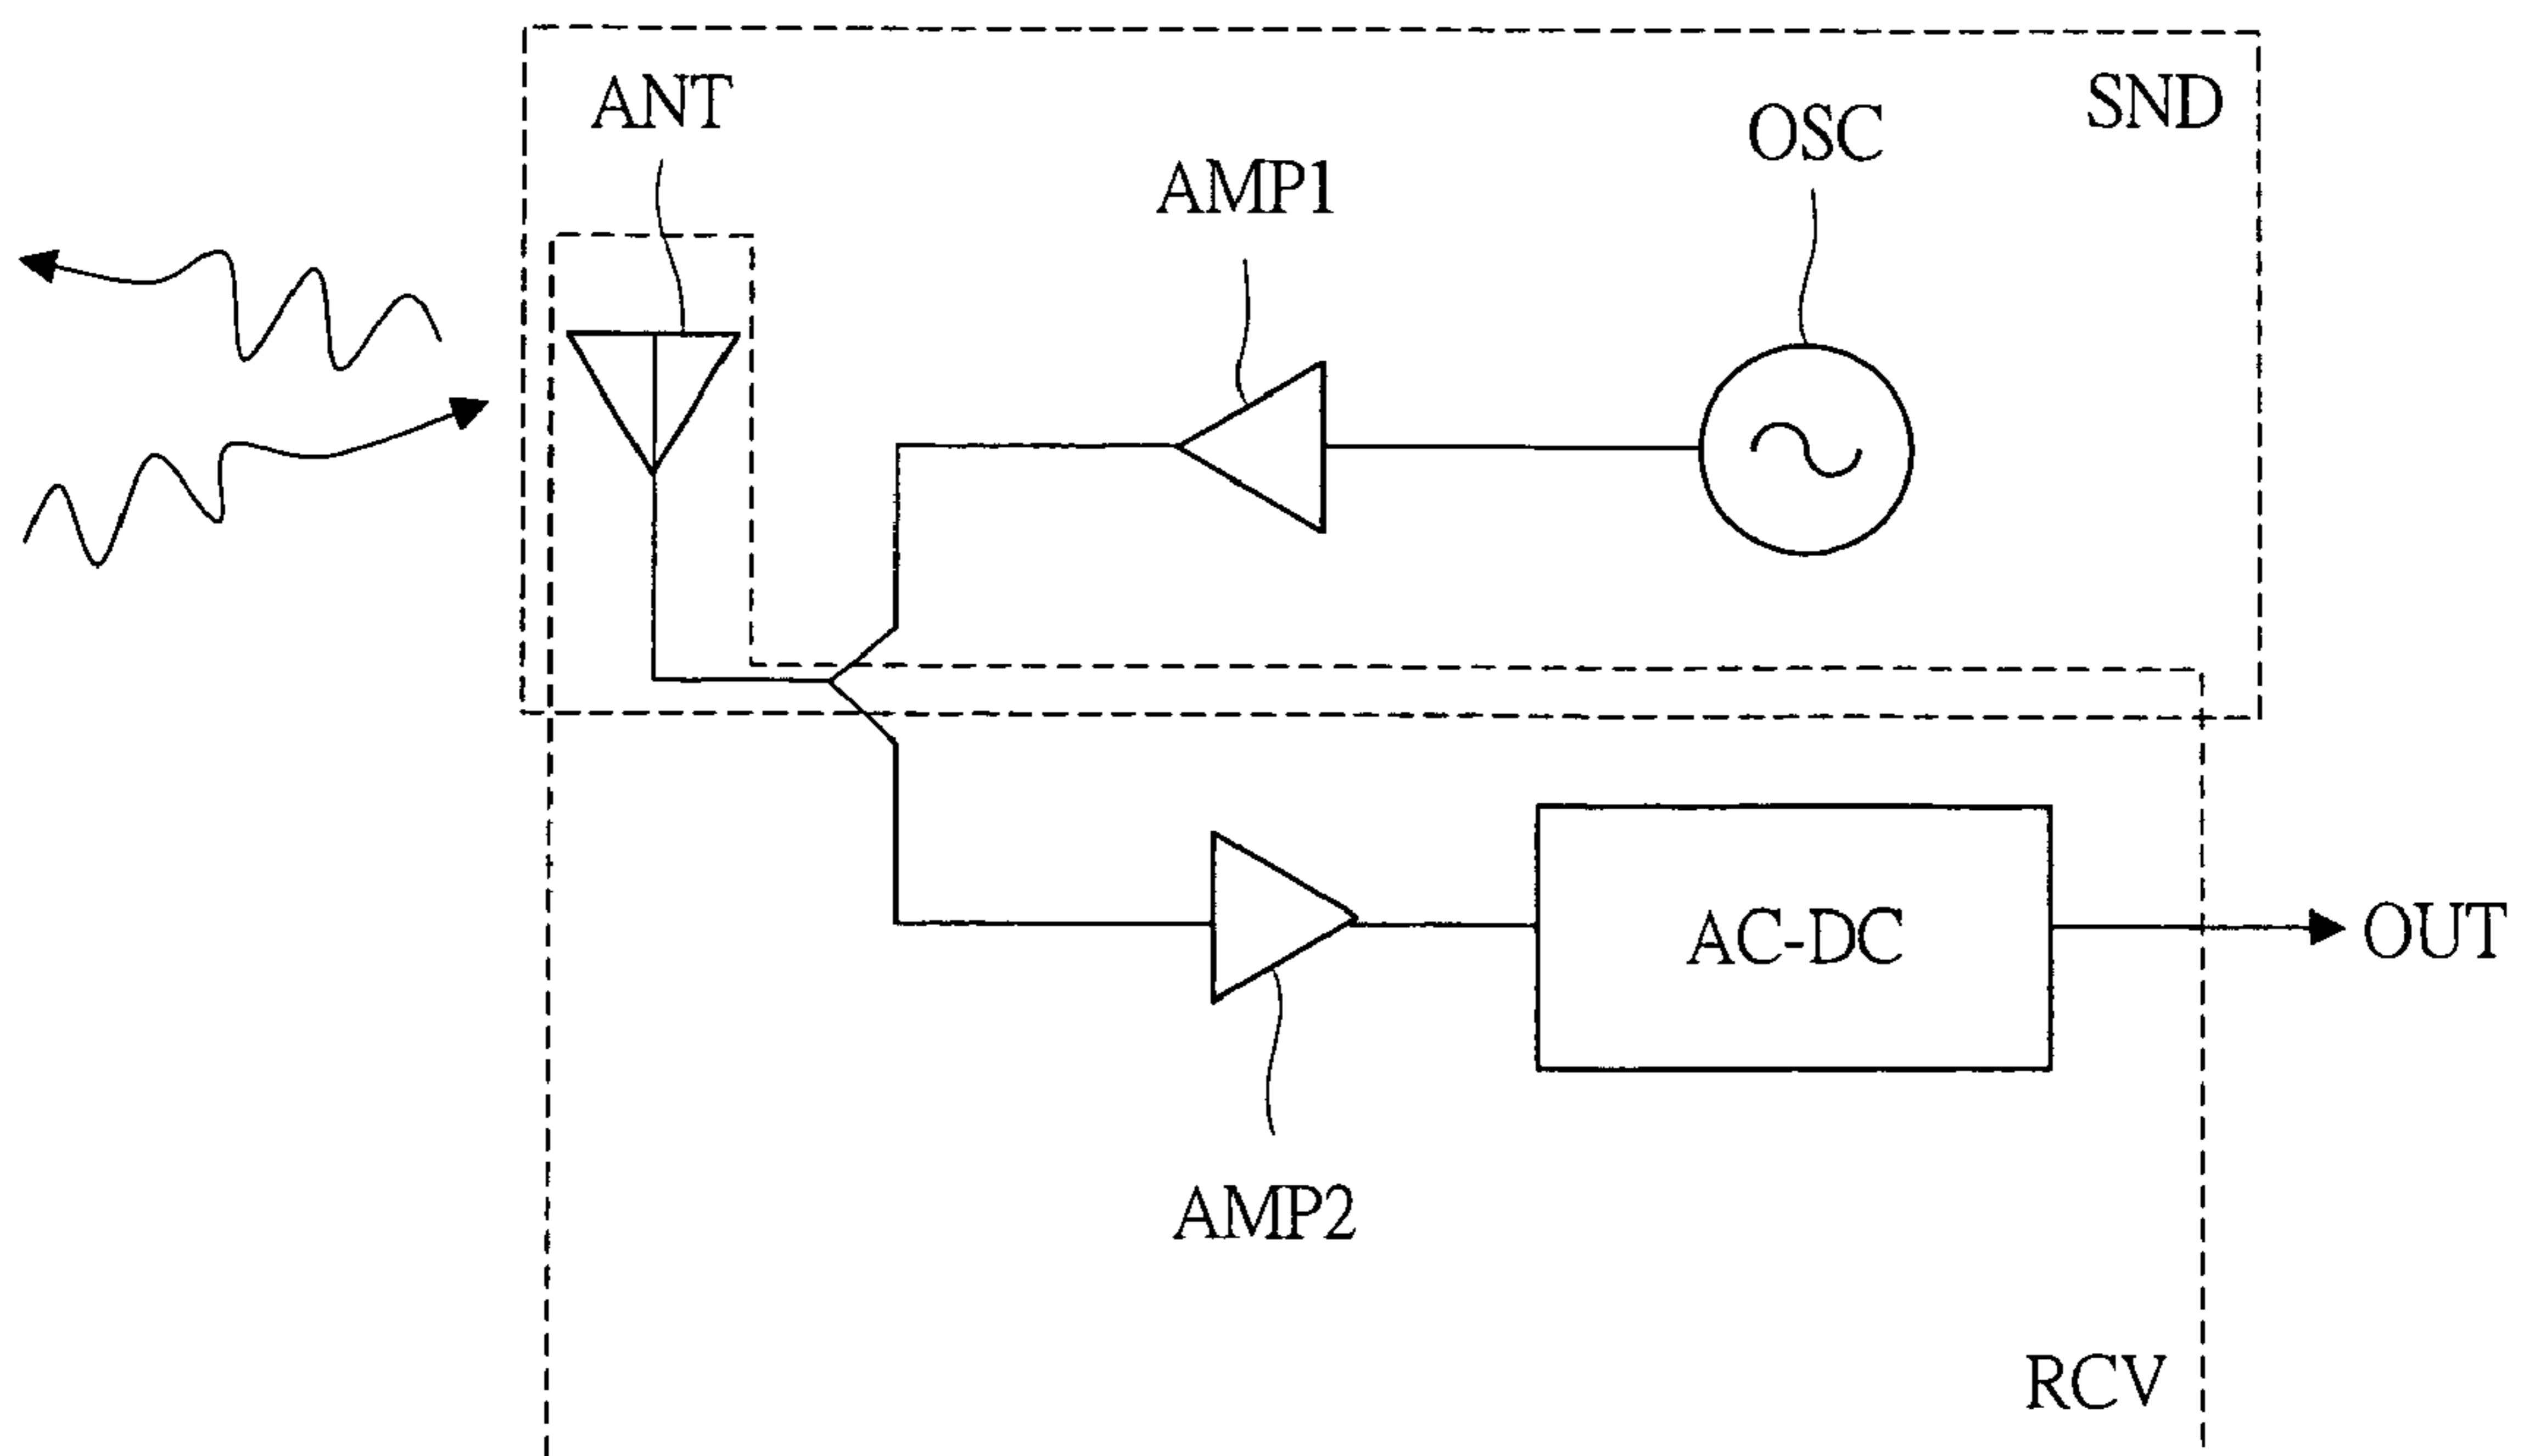 ANT
SND
OSC
AMP1
AC-DC
OUT
AMP2
RCV